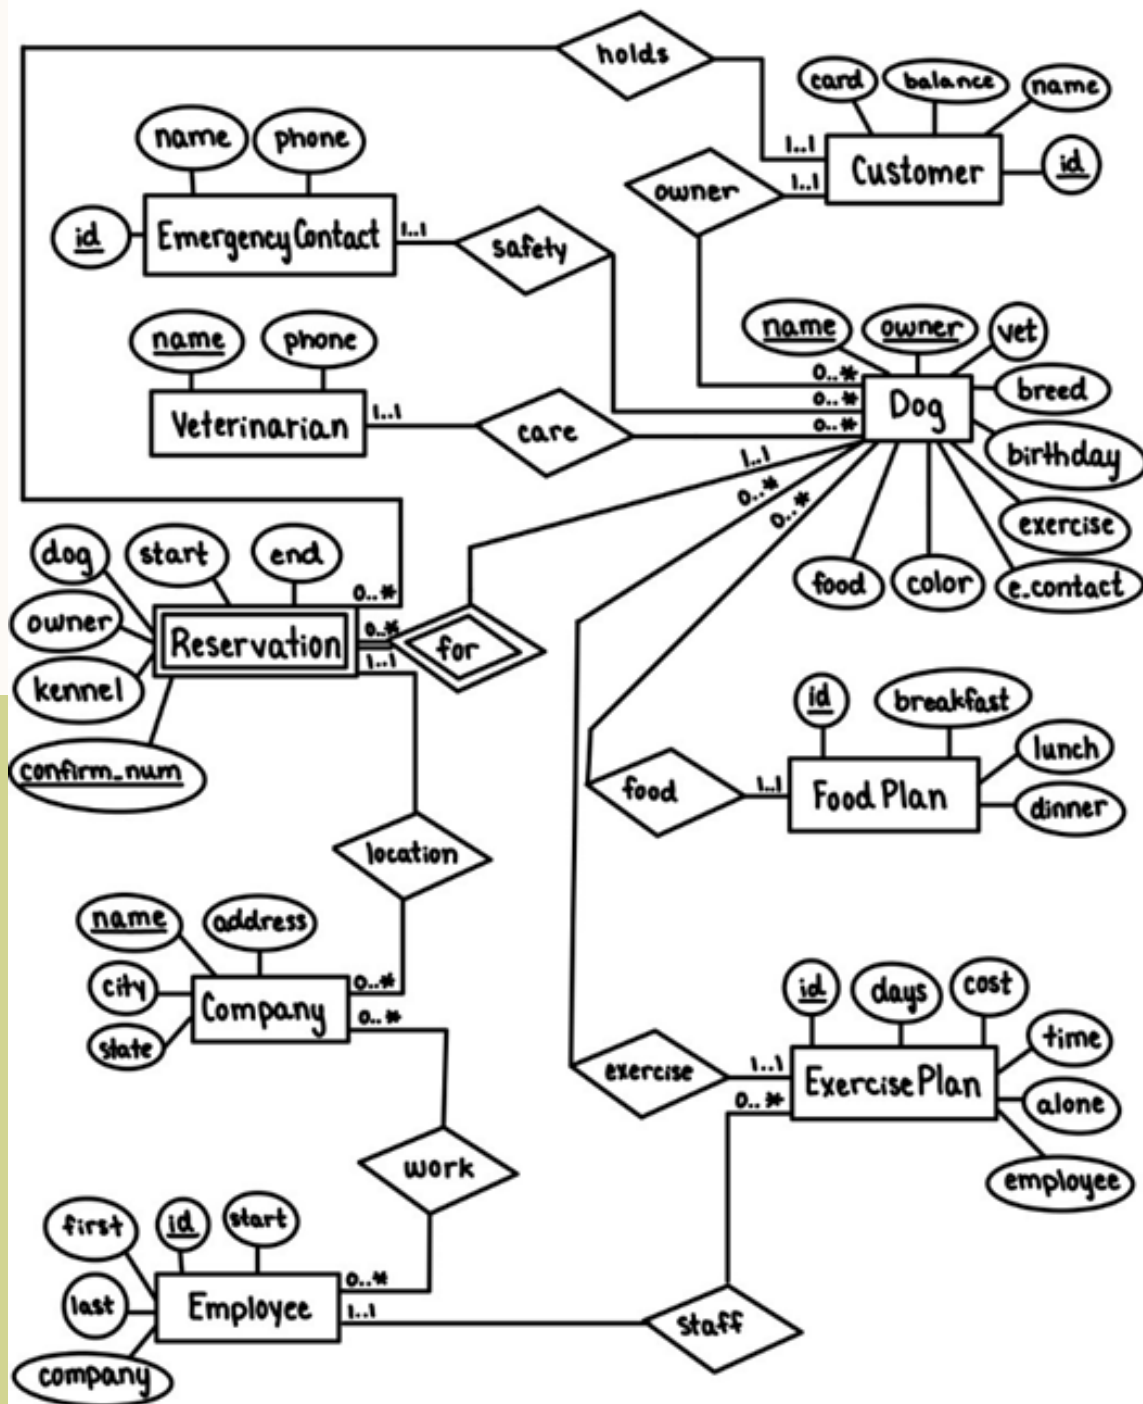 holds
card
balance
name
1..1
Customer
id
owner
1..1
name
phone
id
EmergencyContact
1..1
safety
name
phone
Veterinarian
1..1
care
name
owner
vet
0..*
0..*
0..*
Dog
breed
birthday
exercise
e_contact
food
color
1..1
0..*
0..*
dog
start
end
0..*
owner
Reservation
0..*
1..1
for
kennel
confirm_num
id
breakfast
lunch
food
1..1
Food Plan
dinner
location
name
address
city
state
Company
0..*
0..*
id
days
cost
time
exercise
1..1
ExercisePlan
0..*
alone
employee
work
first
id
start
last
Employee
0..*
1..1
company
staff